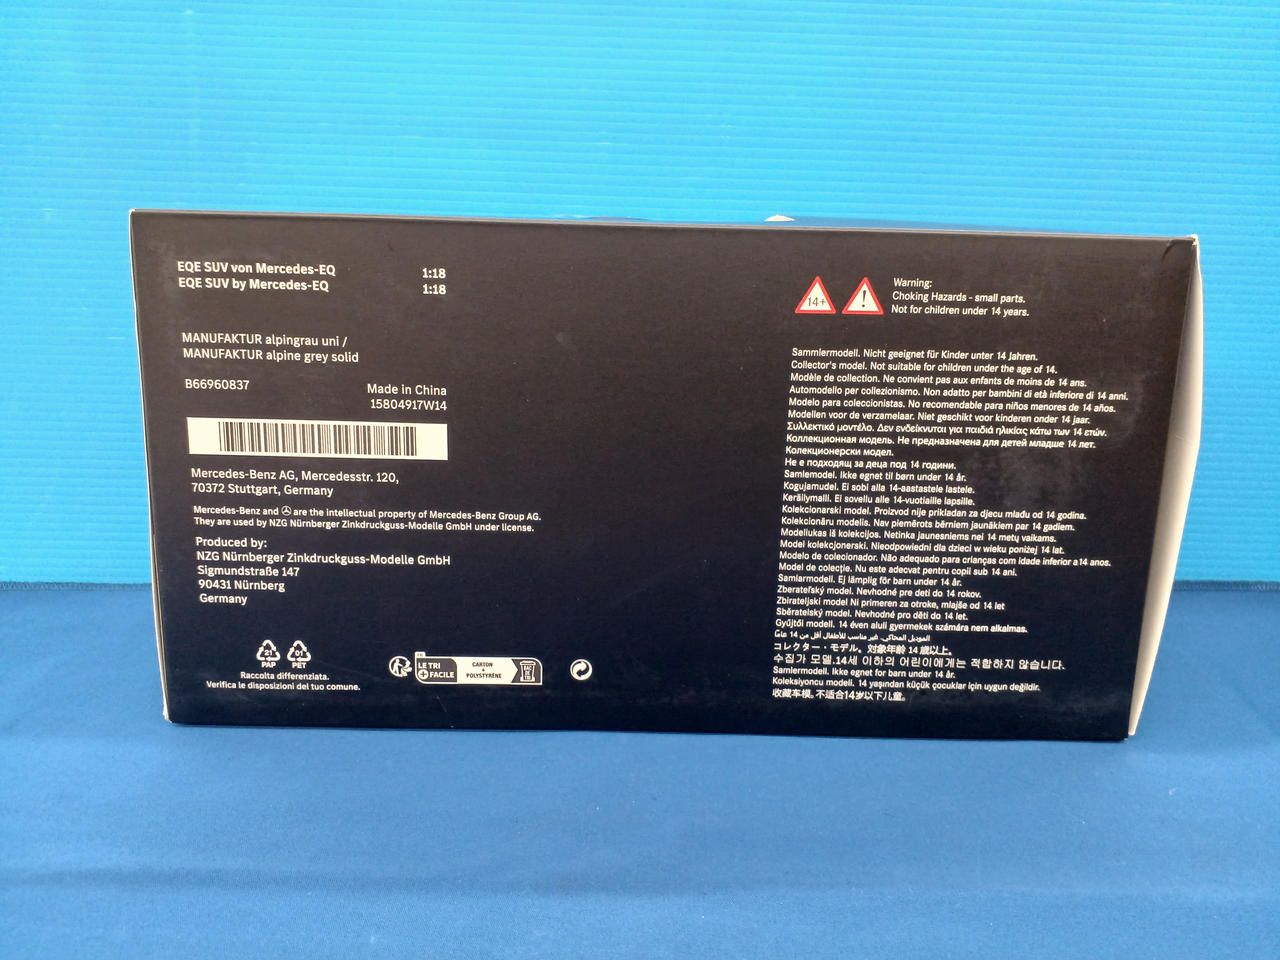 EQE SUV von Mercedes-EQ 1:18
EQE SUV by Mercedes-EQ 1:18
MANUFAKTUR alpingrau uni /
MANUFAKTUR alpine grey solid
B66960837
Made in China
15804917W14
Mercedes-Benz AG, Mercedesstr. 120,
70372 Stuttgart, Germany
Mercedes-Benz and are the intellectual property of Mercedes-Benz Group AG.
They are used by NZG Nürnberger Zinkdruckguss-Modelle GmbH under license.
Produced by:
NZG Nürnberger Zinkdruckguss-Modelle GmbH
Sigmundstraße 147
90431 Nürnberg
Germany
21 01
PAP PET
Raccolta differenziata.
Verifica le disposizioni del tuo comune.
FR
LE TRI
+ FACILE
CARTON
+
POLYSTYRÈNE
14+ !
Warning:
Choking Hazards - small parts.
Not for children under 14 years.
Sammlermodell. Nicht geeignet für Kinder unter 14 Jahren.
Collector's model. Not suitable for children under the age of 14.
Modèle de collection. Ne convient pas aux enfants de moins de 14 ans.
Automodello per collezionismo. Non adatto per bambini di età inferiore di 14 anni.
Modelo para coleccionistas. No recomendable para niños menores de 14 años.
Modellen voor de verzamelaar. Niet geschikt voor kinderen onder 14 jaar.
Συλλεκτικό μοντέλο. Δεν ενδείκνυται για παιδιά ηλικίας κάτω των 14 ετών.
Коллекционная модель. Не предназначена для детей младше 14 лет.
Колекционерски модел.
Не е подходящ за деца под 14 години.
Samlemodel. Ikke egnet til børn under 14 år.
Kogujamudel. Ei sobi alla 14-aastastele lastele.
Keräilymalli. Ei sovellu alle 14-vuotiaille lapsille.
Kolekcionarski model. Proizvod nije prikladan za djecu mlađu od 14 godina.
Kolekcionāru modelis. Nav piemērots bērniem jaunākiem par 14 gadiem.
Modeliukas iš kolekcijos. Netinka jaunesniems nei 14 metų vaikams.
Model kolekcjonerski. Nieodpowiedni dla dzieci w wieku poniżej 14 lat.
Modelo de colecionador. Não adequado para crianças com idade inferior a 14 anos.
Model de colecție. Nu este adecvat pentru copii sub 14 ani.
Samlarmodell. Ej lämplig för barn under 14 år.
Zberateľský model. Nevhodné pre deti do 14 rokov.
Zbirateljski model Ni primeren za otroke, mlajše od 14 let
Sběratelský model. Nevhodné pro děti do 14 let.
Gyűjtői modell. 14 éven aluli gyermekek számára nem alkalmas.
الموديل المحاكي. غير مناسب للأطفال أقل من 14 عامًا
コレクター・モデル。対象年齢 14 歳以上。
수집가 모델.14세 이하의 어린이에게는 적합하지 않습니다.
Samlermodell. Ikke egnet for barn under 14 år.
Koleksiyoncu modeli. 14 yaşından küçük çocuklar için uygun değildir.
收藏车模。不适合14岁以下儿童。